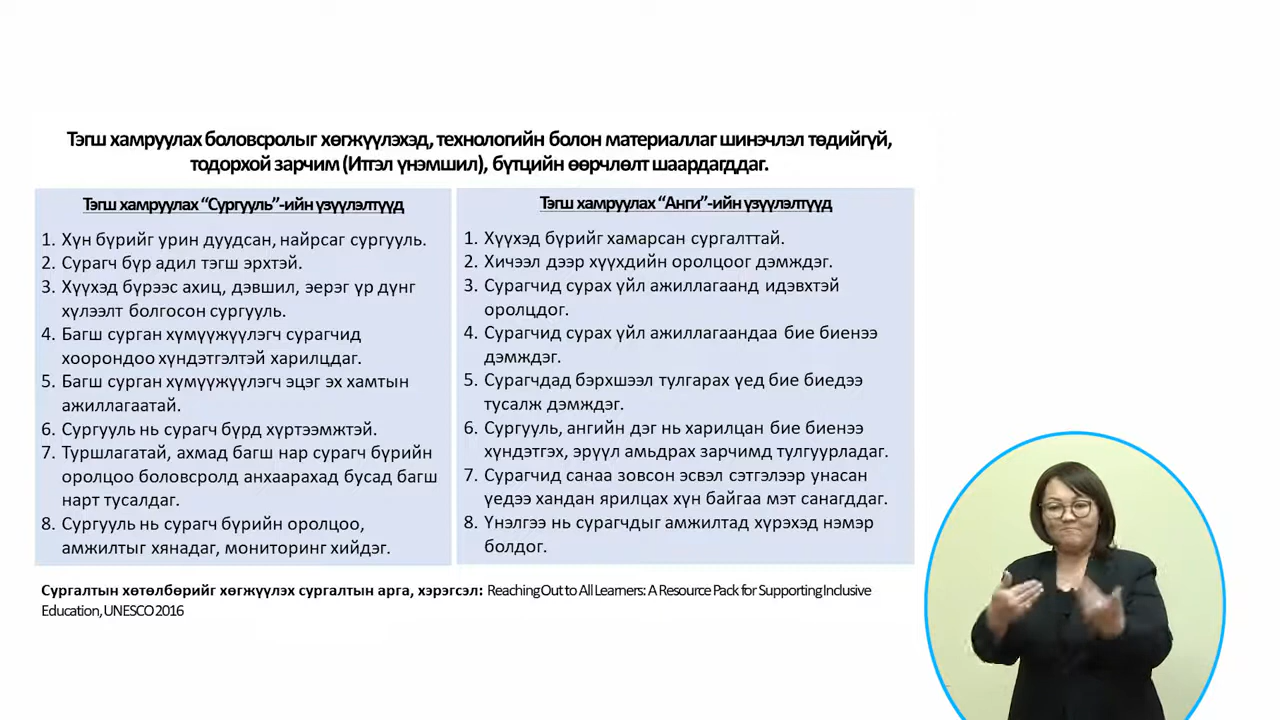 Тэгш хамруулах боловсролыг хөгжүүлэхэд, технологийн болон материаллаг шинэчлэл төдийгүй,
тодорхой зарчим (Итгэл үнэмшил), бүтцийн өөрчлөлт шаардагддаг.
Тэгш хамруулах “Сургууль”-ийн үзүүлэлтүүд
1. Хүн бүрийг урин дуудсан, найрсаг сургууль.
2. Сурагч бүр адил тэгш эрхтэй.
3. Хүүхэд бүрээс ахиц, дэвшил, эерэг үр дүнг
хүлээлт болгосон сургууль.
4. Багш сурган хүмүүжүүлэгч сурагчид
хоорондоо хүндэтгэлтэй харилцдаг.
5. Багш сурган хүмүүжүүлэгч эцэг эх хамтын
ажиллагаатай.
6. Сургууль нь сурагч бүрд хүртээмжтэй.
7. Туршлагатай, ахмад багш нар сурагч бүрийн
оролцоо боловсролд анхаарахад бусад багш
нарт тусалдаг.
8. Сургууль нь сурагч бүрийн оролцоо,
амжилтыг хянадаг, мониторинг хийдэг.
Тэгш хамруулах “Анги”-ийн үзүүлэлтүүд
1. Хүүхэд бүрийг хамарсан сургалттай.
2. Хичээл дээр хүүхдийн оролцоог дэмждэг.
3. Сурагчид сурах үйл ажиллагаанд идэвхтэй
оролцдог.
4. Сурагчид сурах үйл ажиллагаандаа бие биенээ
дэмждэг.
5. Сурагчдад бэрхшээл тулгарах үед бие биедээ
тусалж дэмждэг.
6. Сургууль, ангийн дэг нь харилцан бие биенээ
хүндэтгэх, эрүүл амьдрах зарчимд тулгуурладаг.
7. Сурагчид санаа зовсон эсвэл сэтгэлээр унасан
үедээ хандан ярилцах хүн байгаа мэт санагддаг.
8. Үнэлгээ нь сурагчдыг амжилтад хүрэхэд нэмэр
болдог.
Сургалтын хөтөлбөрийг хөгжүүлэх сургалтын арга, хэрэгсэл: Reaching Out to All Learners: A Resource Pack for Supporting Inclusive
Education, UNESCO 2016